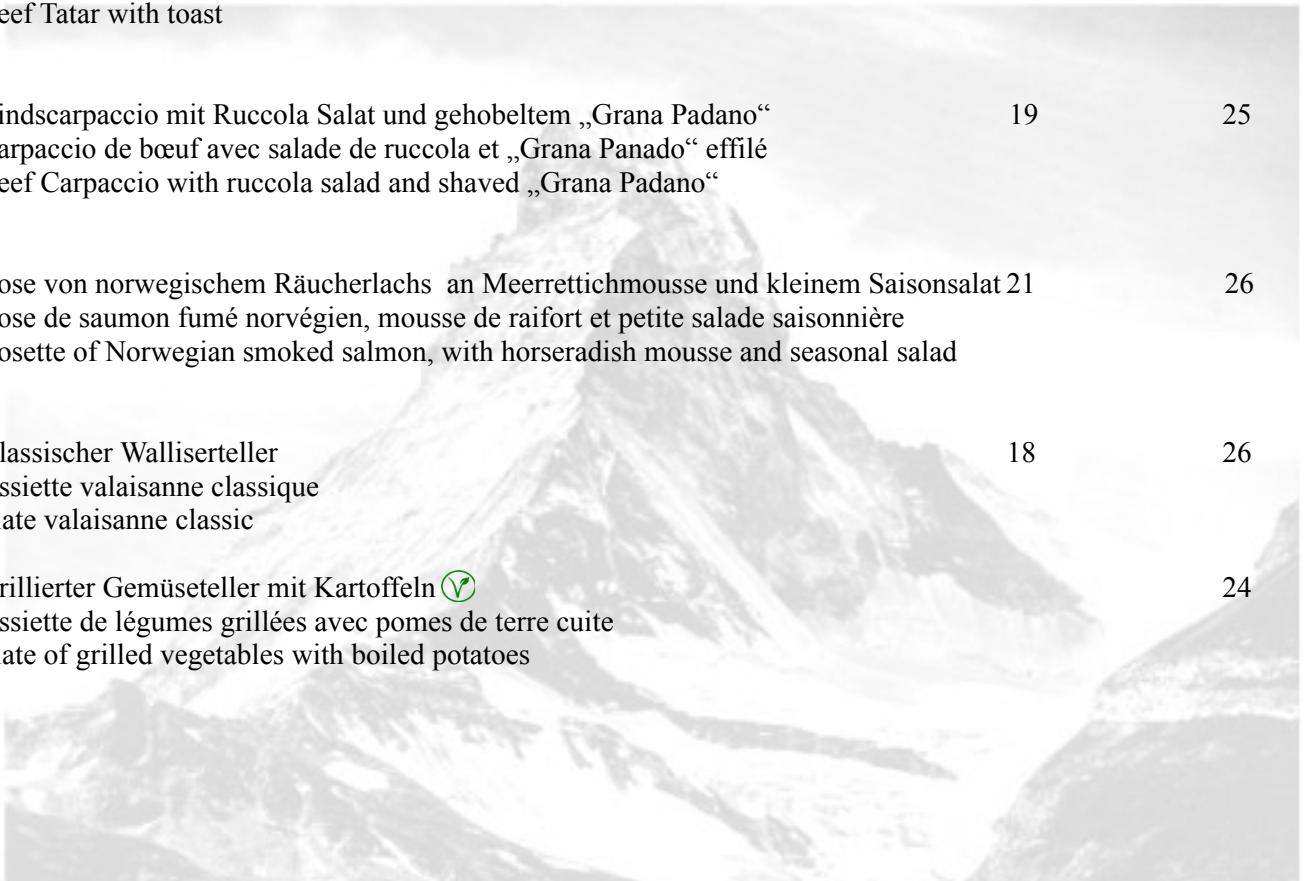 eef Tatar with toast
indscarpaccio mit Ruccola Salat und gehobeltem „Grana Padano“ 19 25
arpaccio de bœuf avec salade de ruccola et „Grana Panado“ effilé
eef Carpaccio with ruccola salad and shaved „Grana Padano“
ose von norwegischem Räucherlachs an Meerrettichmousse und kleinem Saisonsalat 21 26
ose de saumon fumé norvégien, mousse de raifort et petite salade saisonnière
osette of Norwegian smoked salmon, with horseradish mousse and seasonal salad
lassischer Walliserteller 18 26
ssiette valaisanne classique
late valaisanne classic
rillierter Gemüseteller mit Kartoffeln V 24
ssiette de légumes grillées avec pomes de terre cuite
late of grilled vegetables with boiled potatoes